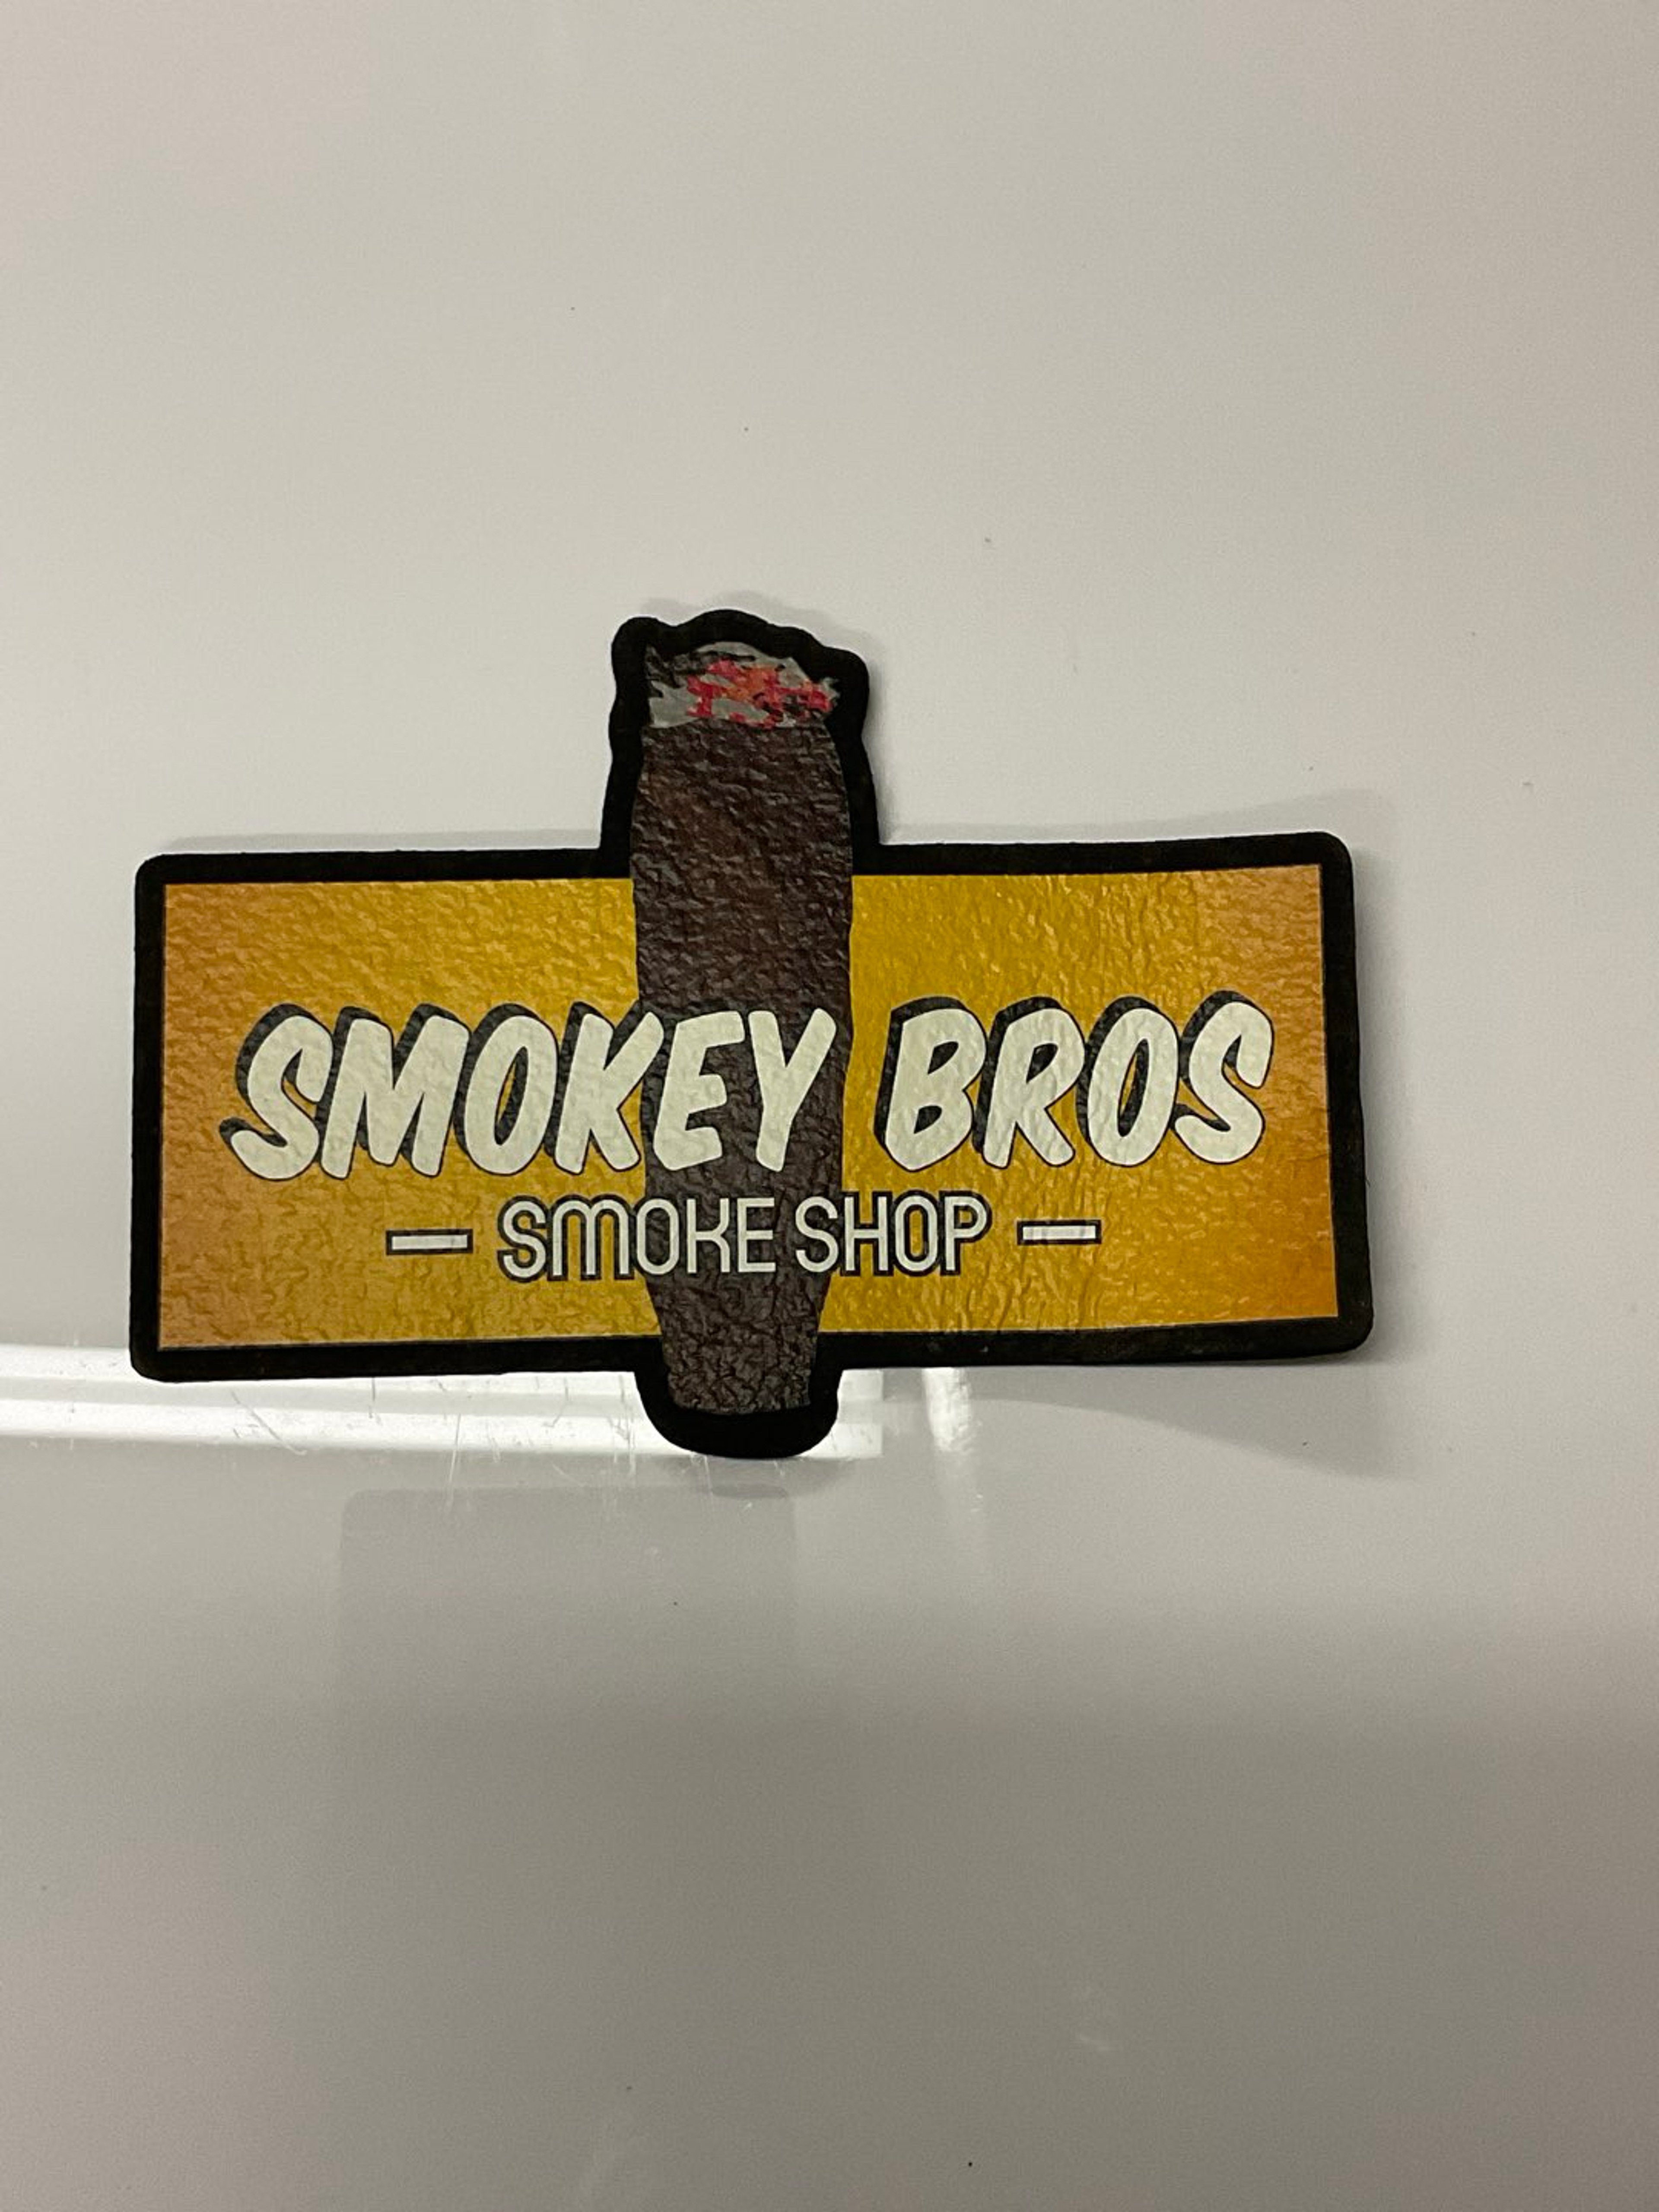 SMOKEY BROS
— SMOKE SHOP —